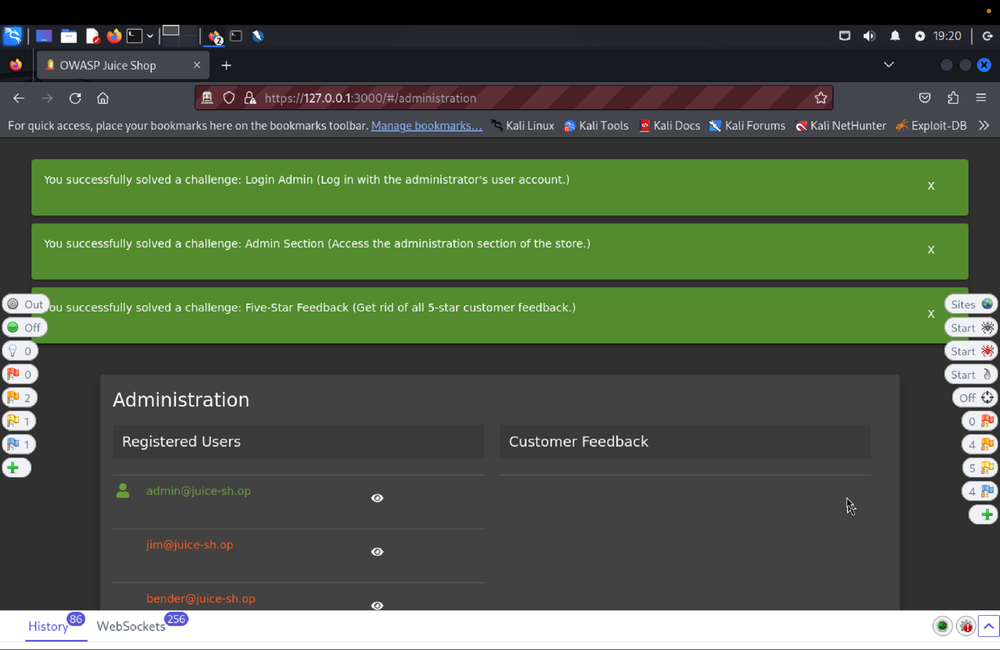 2
19:20
OWASP Juice Shop
https://127.0.0.1:3000/#/administration
For quick access, place your bookmarks here on the bookmarks toolbar. Manage bookmarks... Kali Linux Kali Tools Kali Docs Kali Forums Kali NetHunter Exploit-DB
You successfully solved a challenge: Login Admin (Log in with the administrator's user account.)
X
You successfully solved a challenge: Admin Section (Access the administration section of the store.)
X
ou successfully solved a challenge: Five-Star Feedback (Get rid of all 5-star customer feedback.)
X
Out
Off
0
0
2
1
1
Sites
Start
Start
Start
Off
0
4
5
4
Administration
Registered Users
Customer Feedback
admin@juice-sh.op
jim@juice-sh.op
bender@juice-sh.op
History 86 WebSockets 256